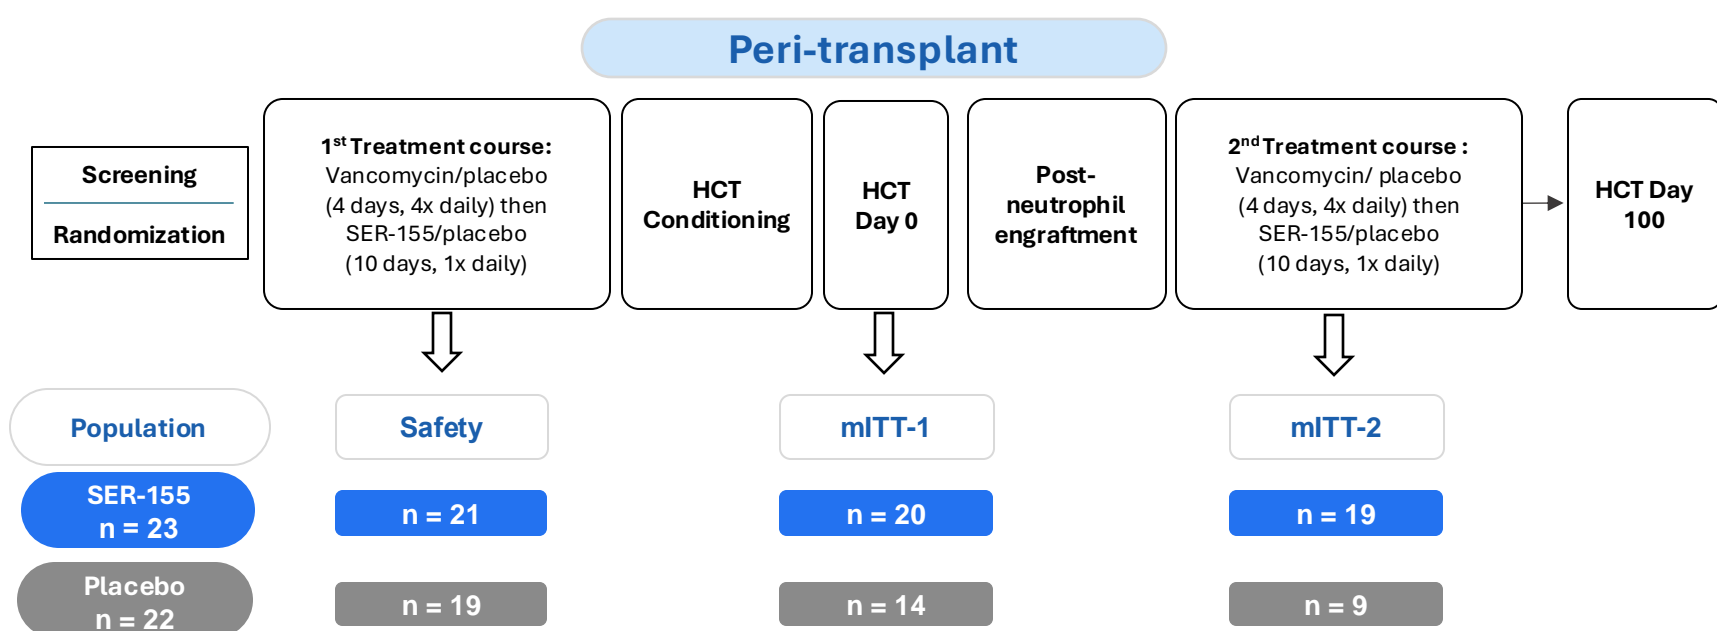 Peri-transplant
Screening
Randomization
1st Treatment course:
Vancomycin/placebo
(4 days, 4x daily) then
SER-155/placebo
(10 days, 1x daily)
HCT
Conditioning
HCT
Day 0
Post-
neutrophil
engraftment
2nd Treatment course :
Vancomycin/ placebo
(4 days, 4x daily) then
SER-155/placebo
(10 days, 1x daily)
HCT Day
100
Population
Safety
mITT-1
mITT-2
SER-155
n = 23
n = 21
n = 20
n = 19
Placebo
n = 22
n = 19
n = 14
n = 9